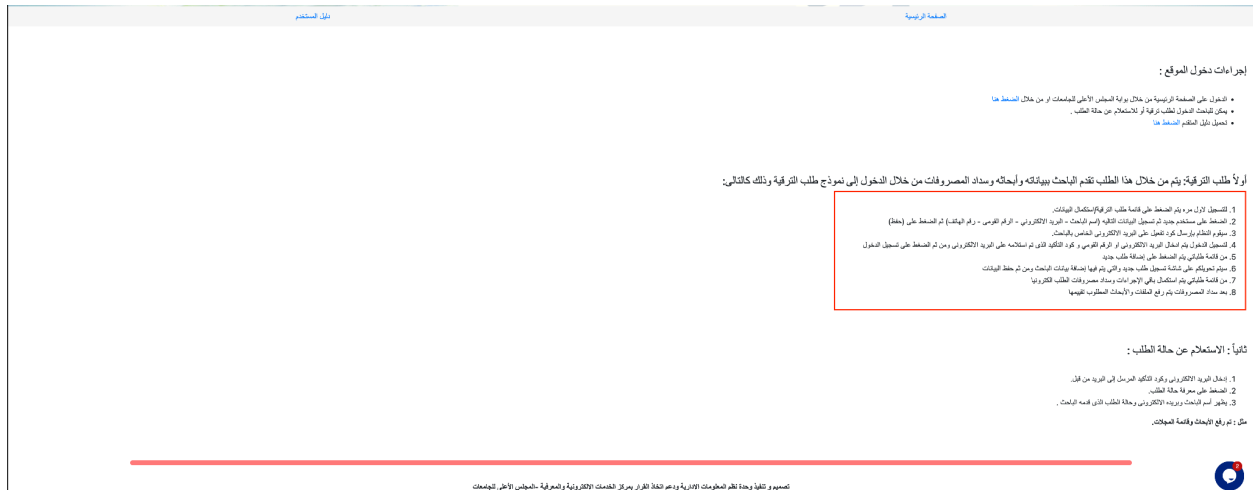 الصفحة الرئيسية
دليل المستخدم
إجراءات دخول الموقع :
• الدخول على الصفحة الرئيسية من خلال بوابة المجلس الأعلى للجامعات او من خلال الضغط هنا
• يمكن للباحث الدخول لطلب ترقية أو للاستعلام عن حالة الطلب .
• تحميل دليل المتقدم الضغط هنا
أولاً طلب الترقية: يتم من خلال هذا الطلب تقدم الباحث ببياناته وأبحاثه وسداد المصروفات من خلال الدخول إلى نموذج طلب الترقية وذلك كالتالى:
1. للتسجيل لاول مره يتم الضغط على قائمة طلب الترقية|إستكمال البيانات.
2. الضغط على مستخدم جديد ثم تسجيل البيانات التاليه (اسم الباحث - البريد الالكتروني - الرقم القومى - رقم الهاتف) ثم الضغط على (حفظ)
3. سيقوم النظام بإرسال كود تفعيل على البريد الالكترونى الخاص بالباحث.
4. لتسجيل الدخول يتم ادخال البريد الالكترونى او الرقم القومي و كود التأكيد الذى تم استلامه على البريد الالكترونى ومن ثم الضغط على تسجيل الدخول
5. من قائمة طلباتي يتم الضغط على إضافة طلب جديد
6. سيتم تحويلكم على شاشة تسجيل طلب جديد والتي يتم فيها إضافة بيانات الباحث ومن ثم حفظ البيانات
7. من قائمة طلباتي يتم استكمال باقي الإجراءات وسداد مصروفات الطلب الكترونيا
8. بعد سداد المصروفات يتم رفع الملفات والأبحاث المطلوب تقييمها
ثانياً : الاستعلام عن حالة الطلب :
1. إدخال البريد الالكترونى وكود التأكيد المرسل إلى البريد من قبل.
2. الضغط على معرفة حالة الطلب.
3. يظهر أسم الباحث وبريده الالكترونى وحالة الطلب الذى قدمه الباحث .
مثل : تم رفع الأبحاث وقائمة المجلات.
2
تصميم و تنفيذ وحدة نظم المعلومات الادارية ودعم اتخاذ القرار بمركز الخدمات الالكترونية والمعرفية -المجلس الأعلى للجامعات